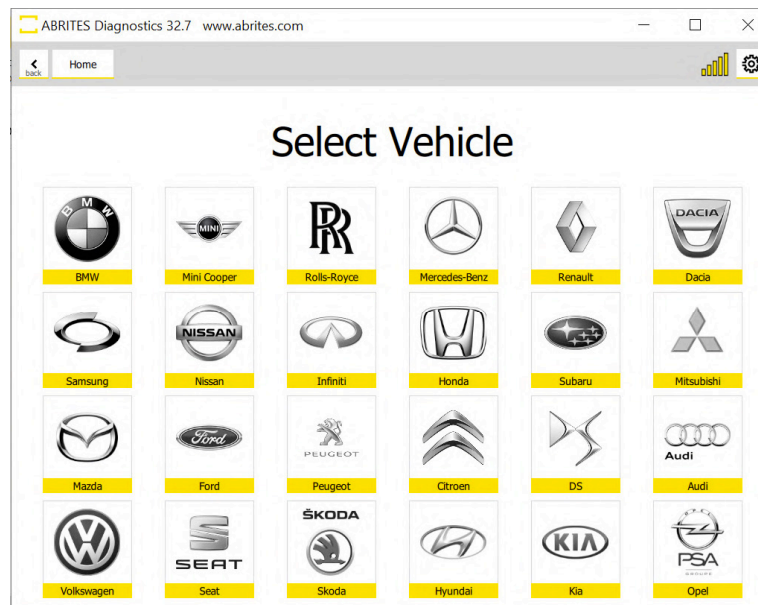 ABRITES Diagnostics 32.7 www.abrites.com
back
Home
Select Vehicle
BMW
MINI
RR
DACIA
BMW Mini Cooper Rolls-Royce Mercedes-Benz Renault Dacia
NISSAN
Samsung Nissan Infiniti Honda Subaru Mitsubishi
Ford
PEUGEOT
Audi
Mazda Ford Peugeot Citroen DS Audi
ŠKODA
SEAT
KIA
PSA
GROUPE
Volkswagen Seat Skoda Hyundai Kia Opel